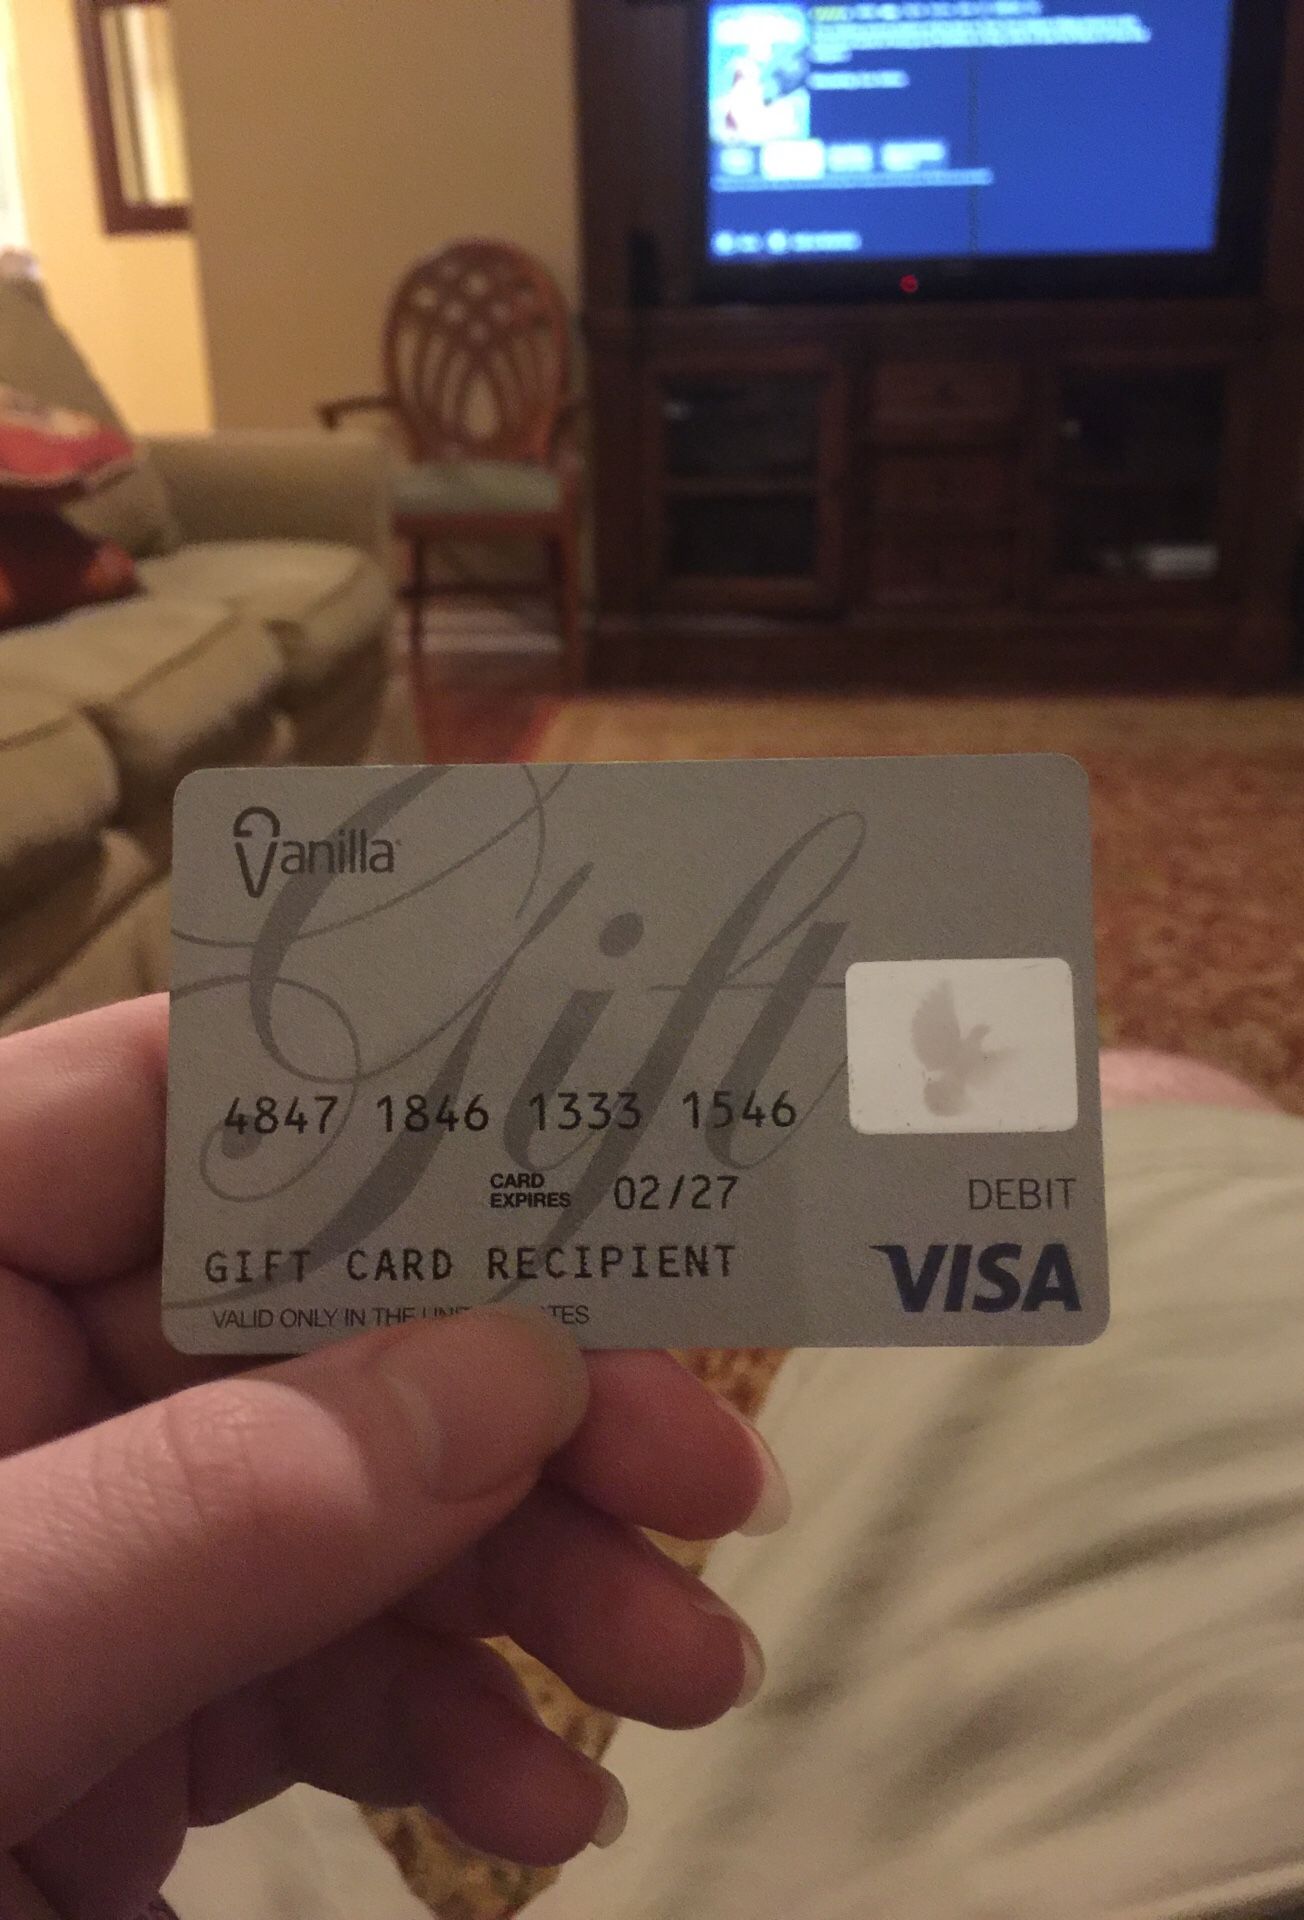 Vanilla
Gift
4847 1846 1333 1546
CARD EXPIRES 02/27
DEBIT
GIFT CARD RECIPIENT
VISA
VALID ONLY IN THE